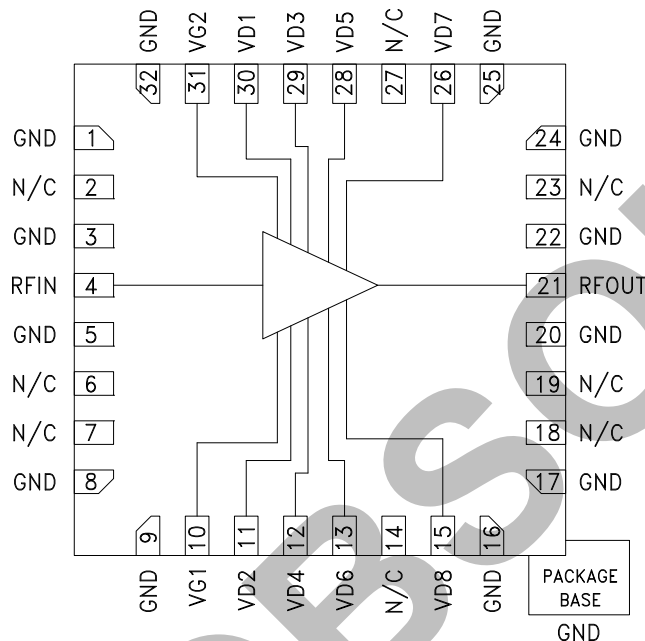 GND VG2 VD1 VD3 VD5 N/C VD7 GND
32 31 30 29 28 27 26 25
GND 1 24 GND
N/C 2 23 N/C
GND 3 22 GND
RFIN 4 21 RFOUT
GND 5 20 GND
N/C 6 19 N/C
N/C 7 18 N/C
GND 8 17 GND
9 10 11 12 13 14 15 16
GND VG1 VD2 VD4 VD6 N/C VD8 GND
PACKAGE
BASE
GND